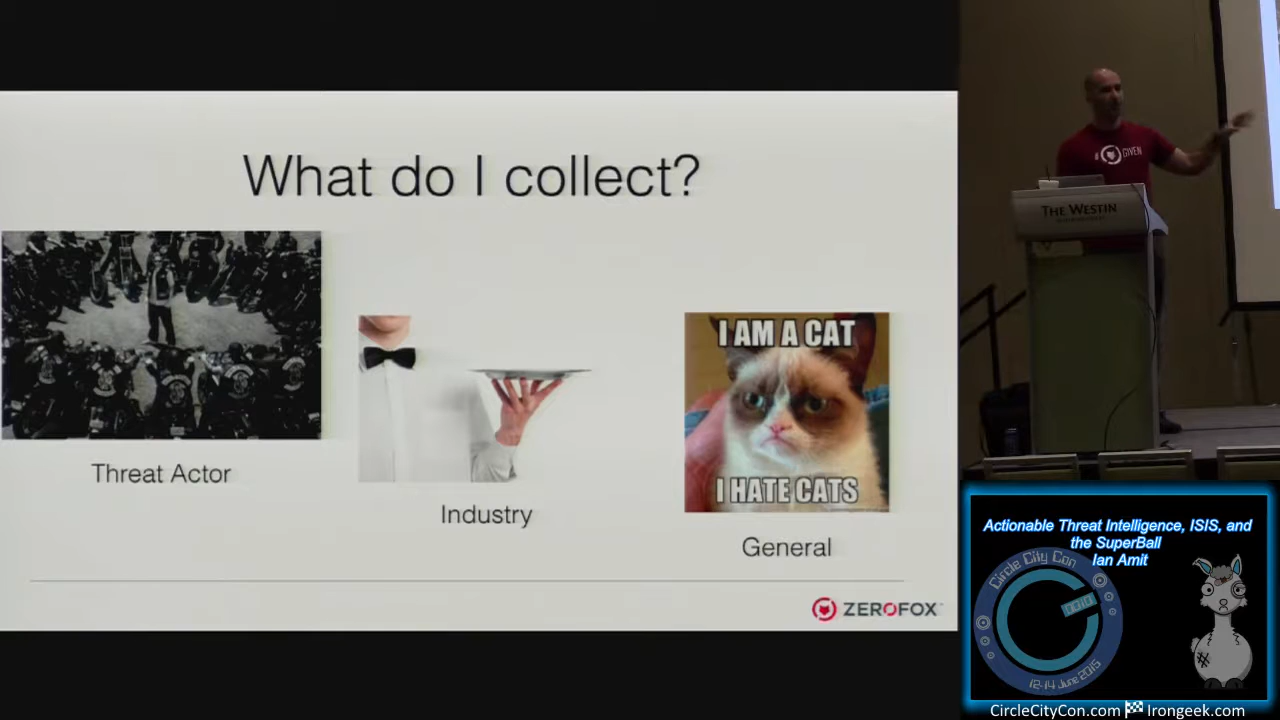 What do I collect?
I AM A CAT
I HATE CATS
Threat Actor
Industry
General
ZEROFOX
GIVEN
THE WESTIN
Actionable Threat Intelligence, ISIS, and
the SuperBall
Ian Amit
Circle City Con
12-14 June 2015
CircleCityCon.com Irongeek.com